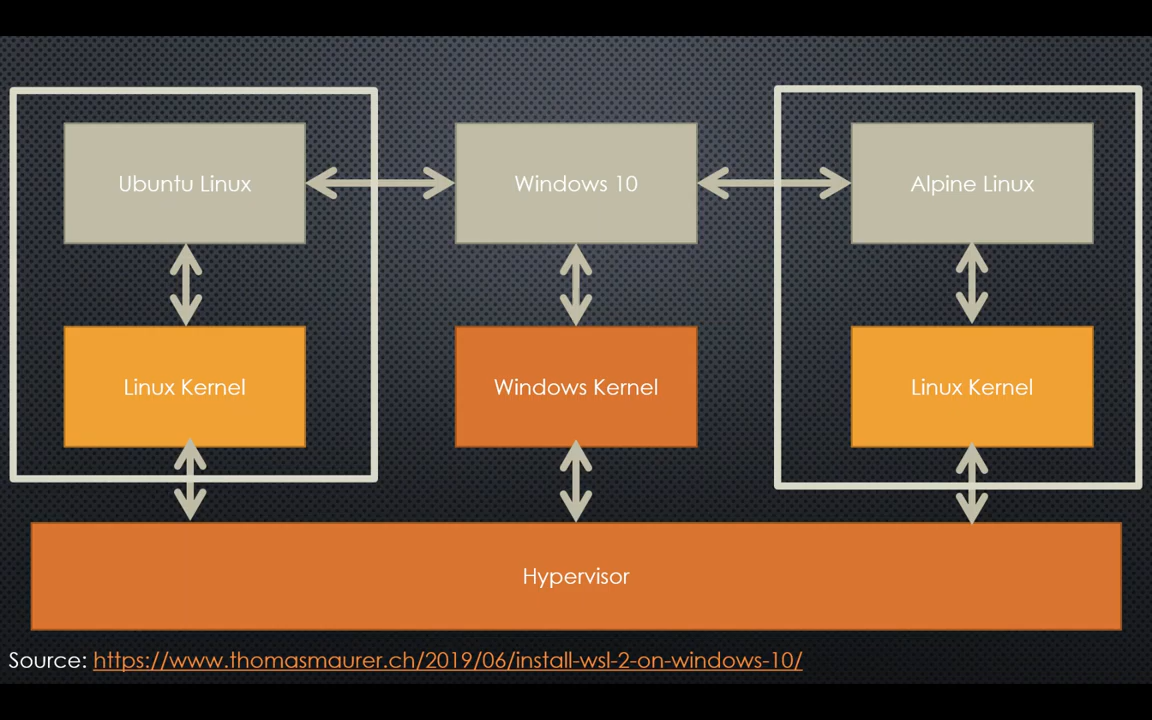 Ubuntu Linux
Windows 10
Alpine Linux
Linux Kernel
Windows Kernel
Linux Kernel
Hypervisor
Source: https://www.thomasmaurer.ch/2019/06/install-wsl-2-on-windows-10/